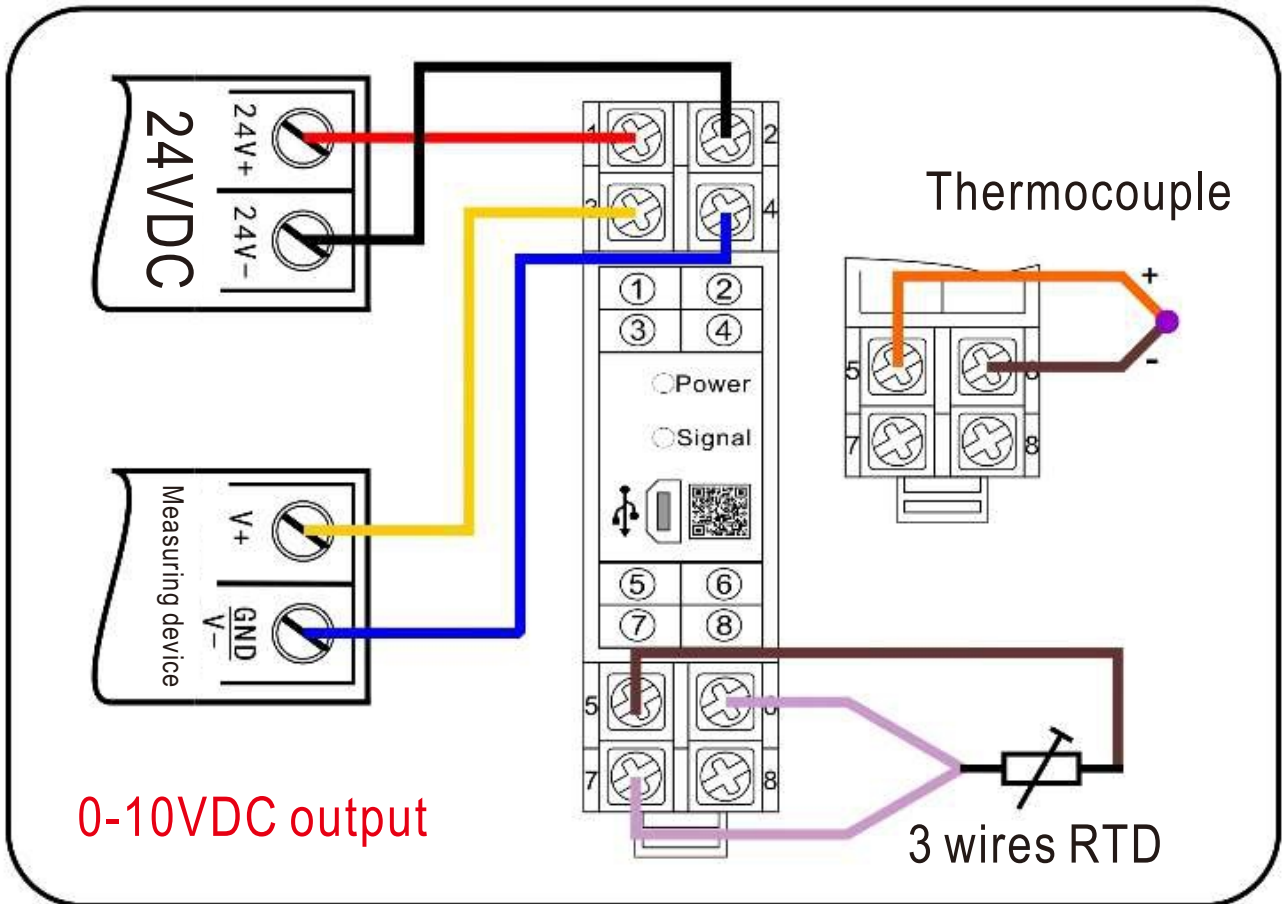 24VDC
24V+
24V-
1
2
3
4
①
②
③
④
Power
Signal
⑤
⑥
⑦
⑧
5
6
7
8
Measuring device
V+
GND
V-
Thermocouple
+
-
5
6
7
8
0-10VDC output
3 wires RTD